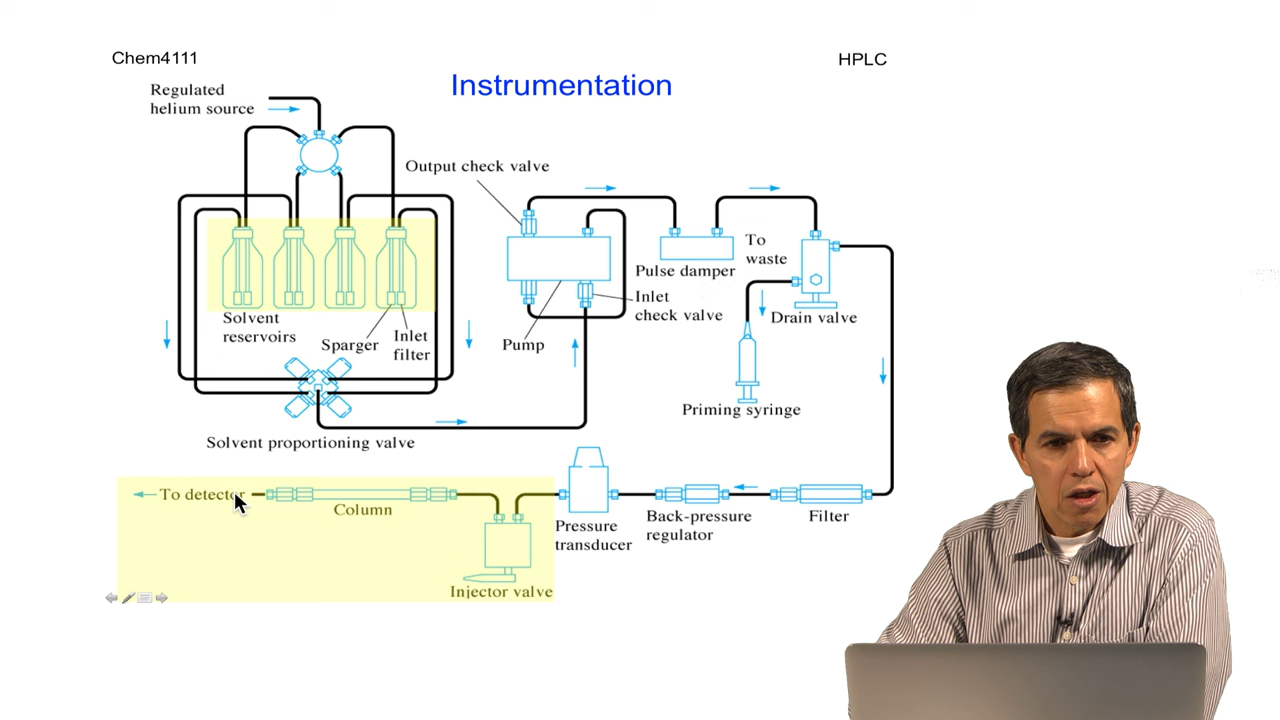 Chem4111
HPLC
Instrumentation
Regulated
helium source
Output check valve
To
waste
Pulse damper
Inlet
check valve
Drain valve
Solvent
reservoirs
Sparger
Inlet
filter
Pump
Priming syringe
Solvent proportioning valve
To detector
Column
Pressure
transducer
Back-pressure
regulator
Filter
Injector valve